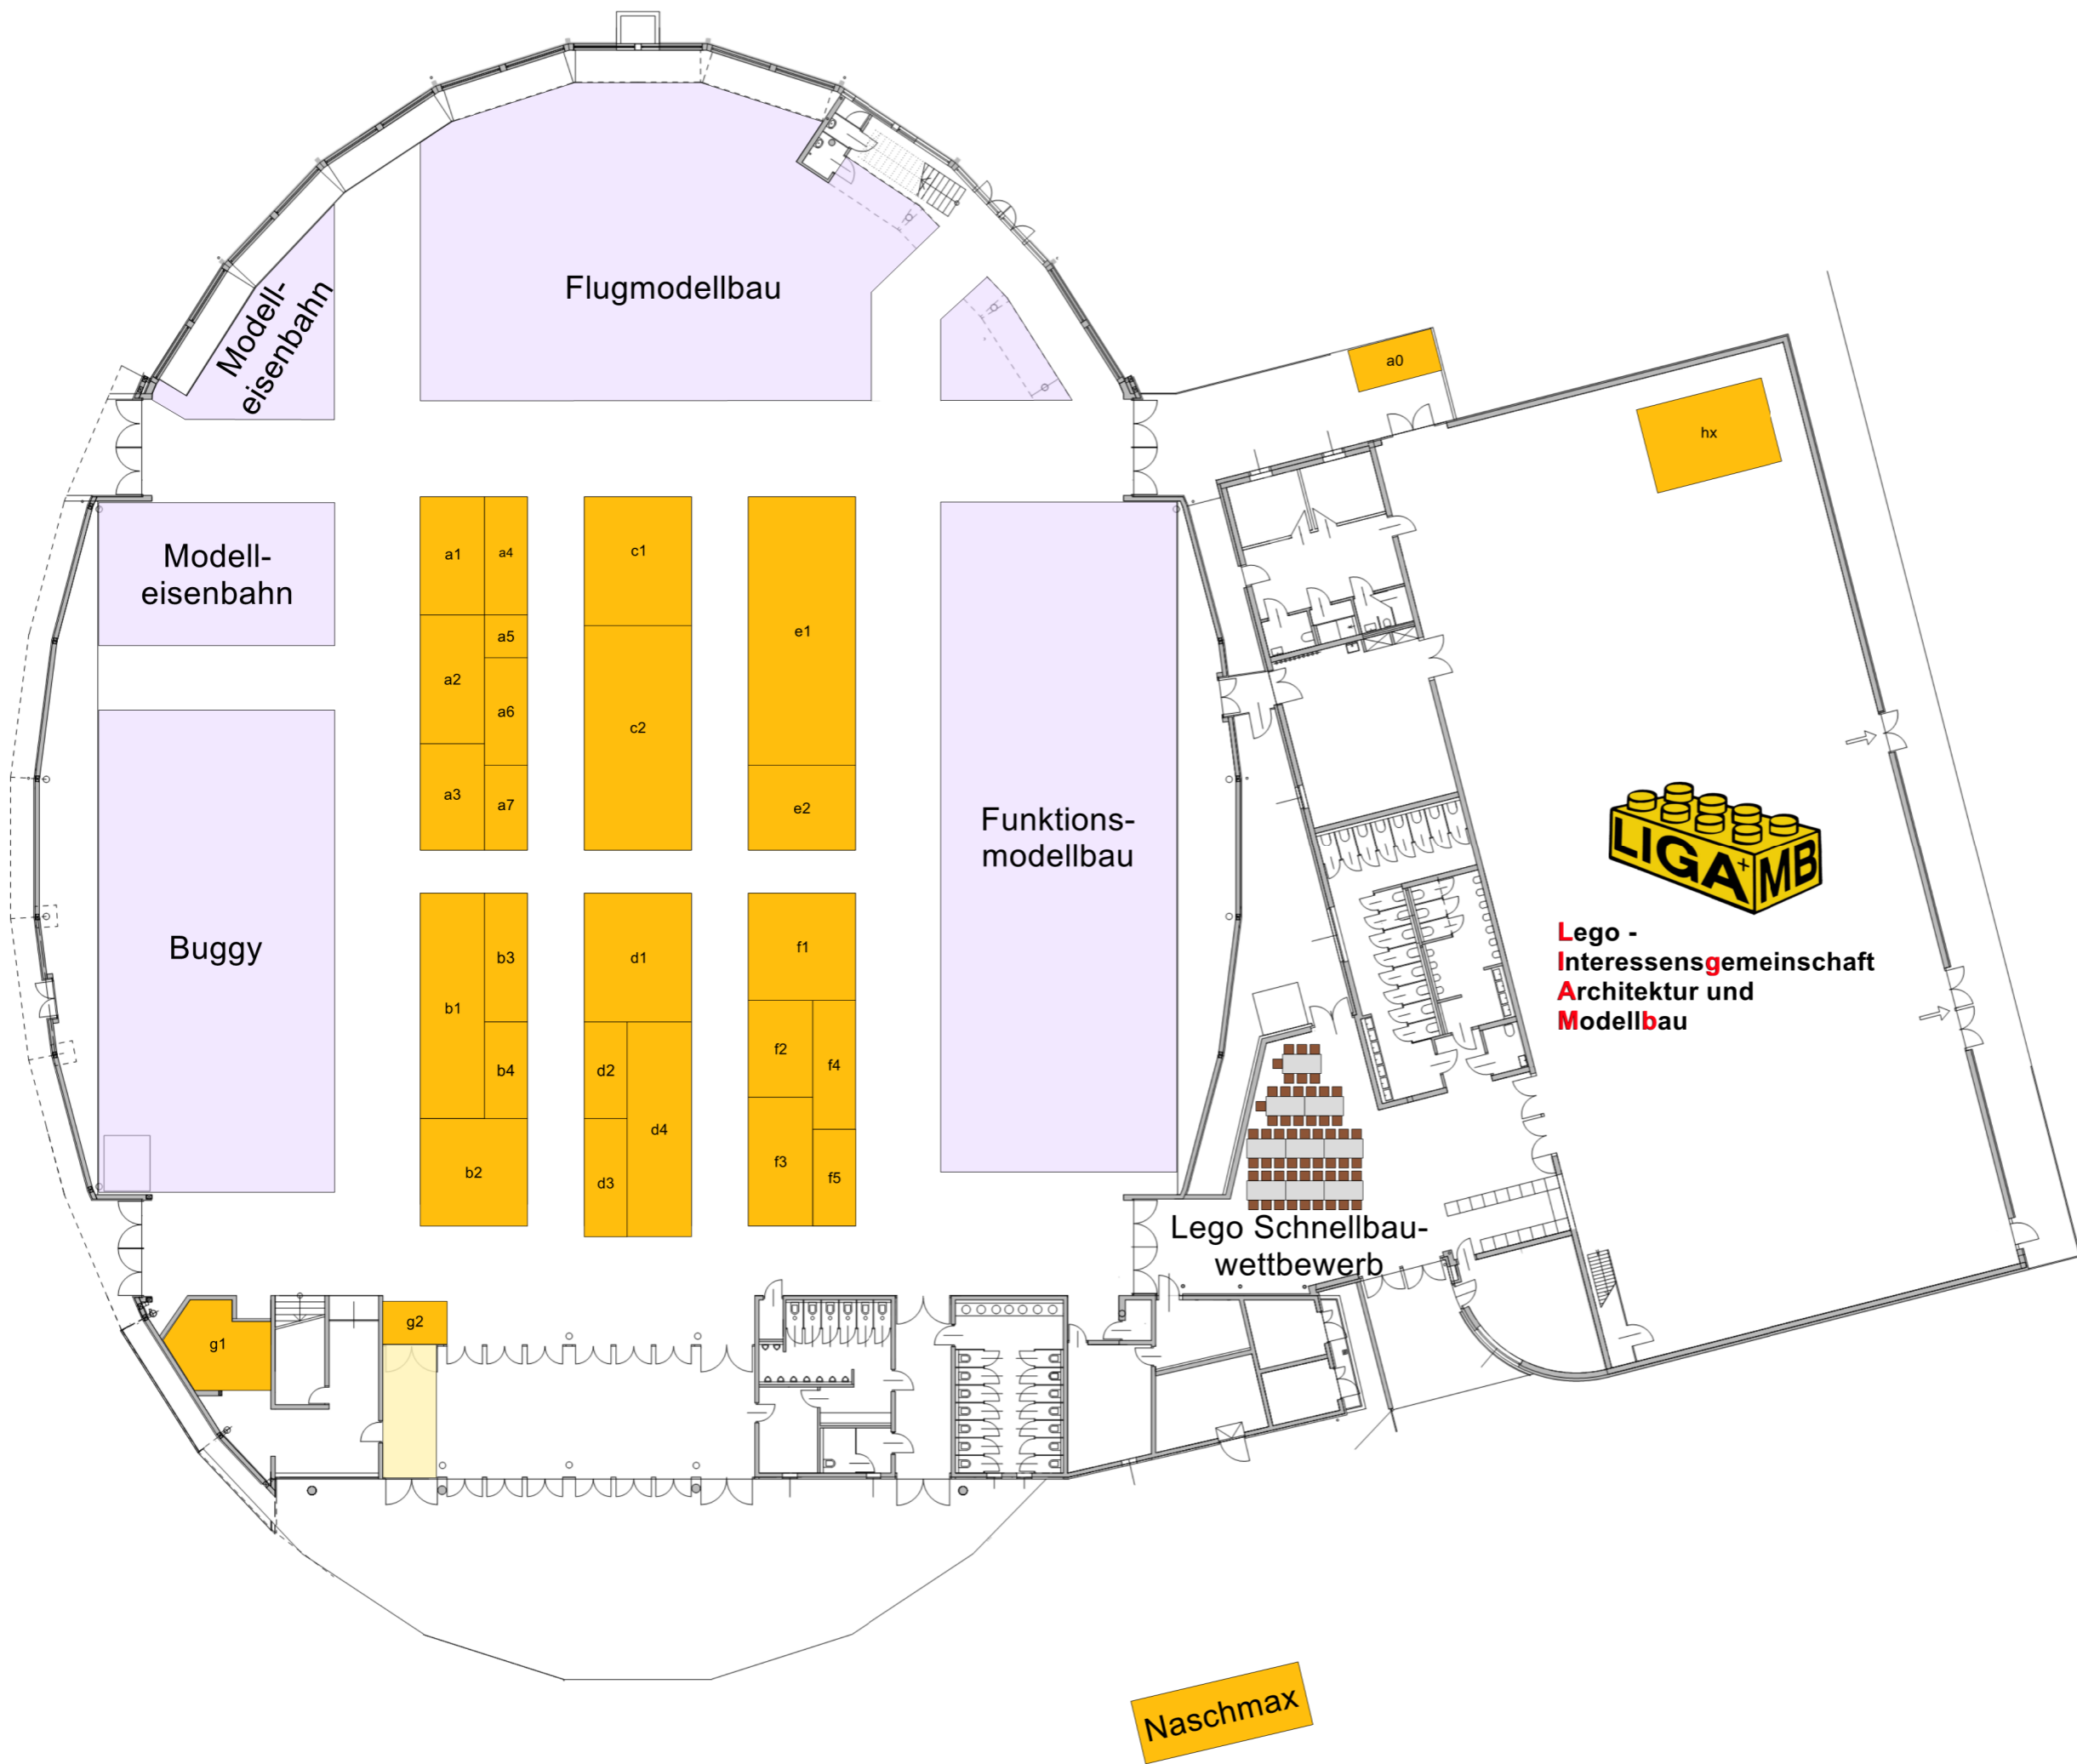 Flugmodellbau
Modell-
eisenbahn
a0
hx
Modell-
eisenbahn
a1
a4
c1
e1
a5
a2
a6
c2
a3
a7
e2
Funktions-
modellbau
LIGA+MB
Lego -
Interessensgemeinschaft
Architektur und
Modellbau
Buggy
b1
b3
d1
f1
b4
d2
f2
f4
d4
b2
d3
f3
f5
Lego Schnellbau-
wettbewerb
g1
g2
Naschmax